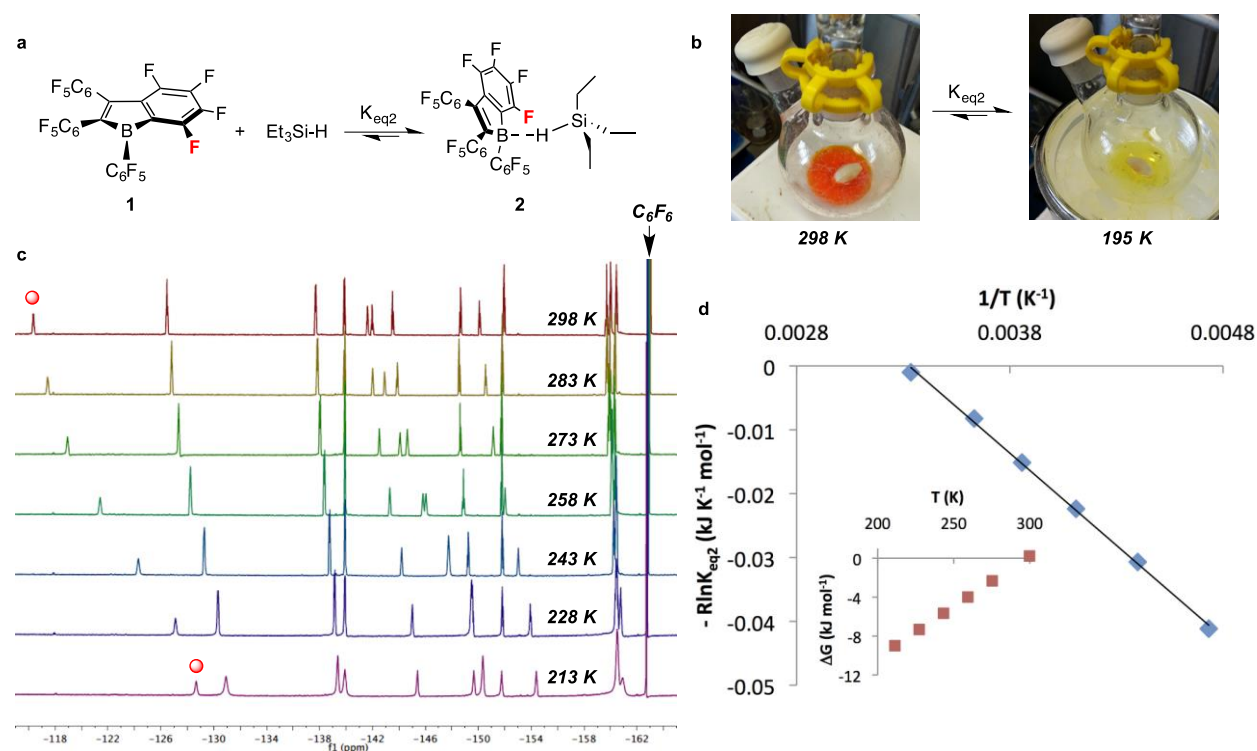 a
F
F
F
F
F5C6
F5C6
B
C6F5
1
+
Et3Si-H
Keq2
F
F
F
F
F5C6
F5C6
B
H
Si
C6F5
2
b
Keq2
298 K
195 K
C6F6
c
298 K
283 K
273 K
258 K
243 K
228 K
213 K
-118
-122
-126
-130
-134
-138
-142
-146
-150
-154
-158
-162
f1 (ppm)
d
1/T (K-1)
0.0028
0.0038
0.0048
0
-0.01
-0.02
-0.03
-0.04
-0.05
- RlnKeq2 (kJ K-1 mol-1)
T (K)
200
250
300
0
-4
-8
-12
ΔG (kJ mol-1)